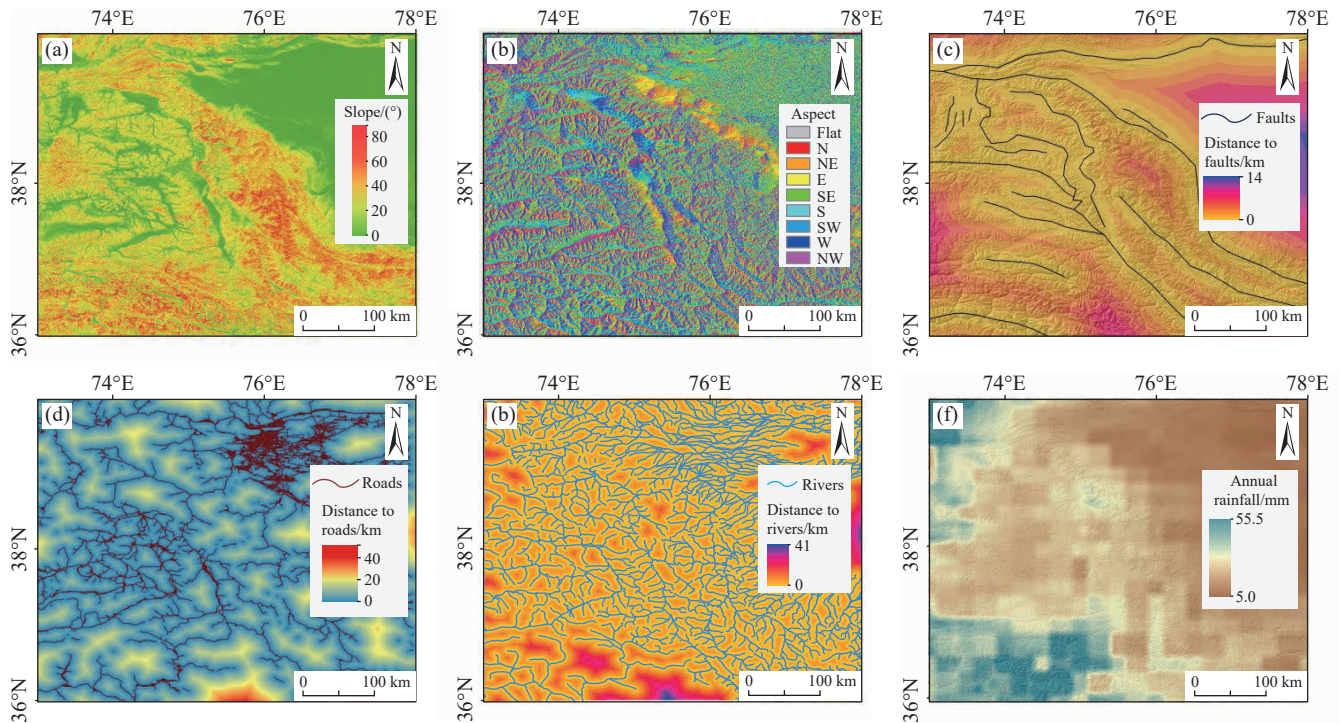 74°E 76°E 78°E
(a)
N
Slope/(°)
80
60
40
20
0
38°N
36°N
0 100 km
74°E 76°E 78°E
(b)
N
Aspect
Flat
N
NE
E
SE
S
SW
W
NW
38°N
36°N
0 100 km
74°E 76°E 78°E
(c)
N
Faults
Distance to
faults/km
14
0
38°N
36°N
0 100 km
74°E 76°E 78°E
(d)
N
Roads
Distance to
roads/km
40
20
0
38°N
36°N
0 100 km
74°E 76°E 78°E
(b)
N
Rivers
Distance to
rivers/km
41
0
38°N
36°N
0 100 km
74°E 76°E 78°E
(f)
N
Annual
rainfall/mm
55.5
5.0
38°N
36°N
0 100 km